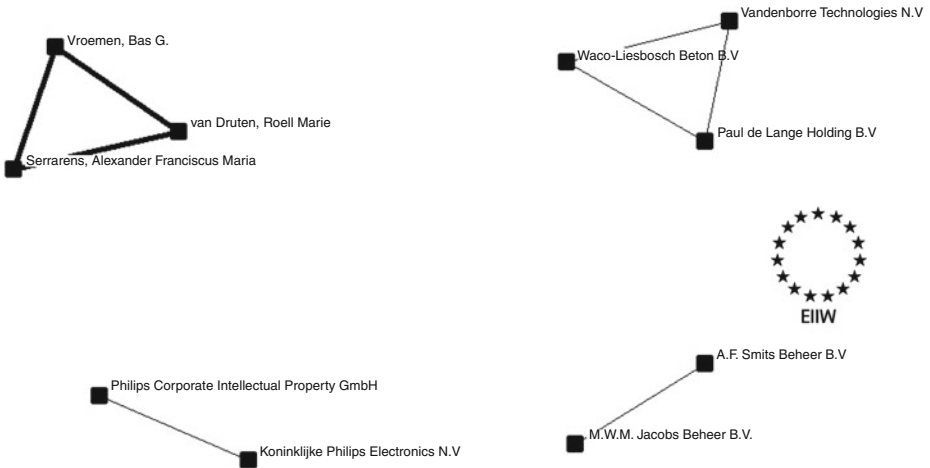 Vandenborre Technologies N.V
Vroemen, Bas G.
Waco-Liesbosch Beton B.V
van Druten, Roell Marie
Paul de Lange Holding B.V
Serrarens, Alexander Franciscus Maria
EIIW
A.F. Smits Beheer B.V
Philips Corporate Intellectual Property GmbH
M.W.M. Jacobs Beheer B.V.
Koninklijke Philips Electronics N.V